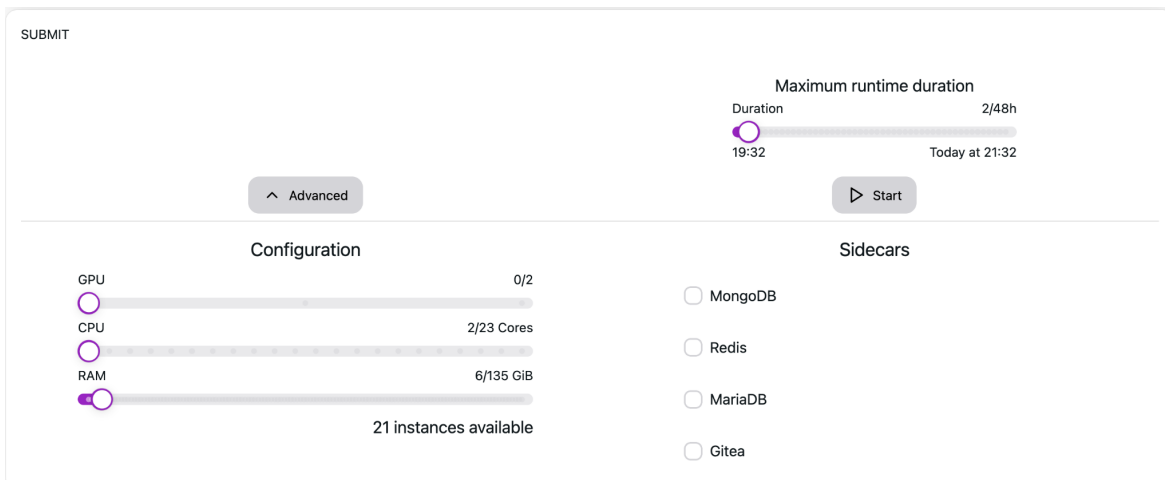 SUBMIT
Maximum runtime duration
Duration 2/48h
19:32 Today at 21:32
Advanced
Start
Configuration
GPU 0/2
CPU 2/23 Cores
RAM 6/135 GiB
21 instances available
Sidecars
MongoDB
Redis
MariaDB
Gitea